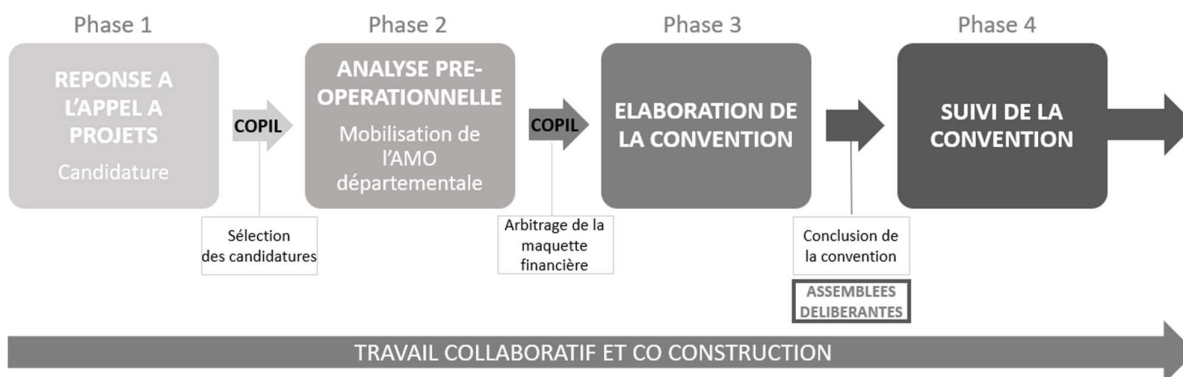 Phase 1
REPONSE A
L'APPEL A
PROJETS
Candidature
COPIL
Sélection
des candidatures
Phase 2
ANALYSE PRE-
OPERATIONNELLE
Mobilisation de
l'AMO
départementale
COPIL
Arbitrage de la
maquette
financière
Phase 3
ELABORATION DE
LA CONVENTION
Conclusion de
la convention
ASSEMBLEES
DELIBERANTES
Phase 4
SUIVI DE LA
CONVENTION
TRAVAIL COLLABORATIF ET CO CONSTRUCTION